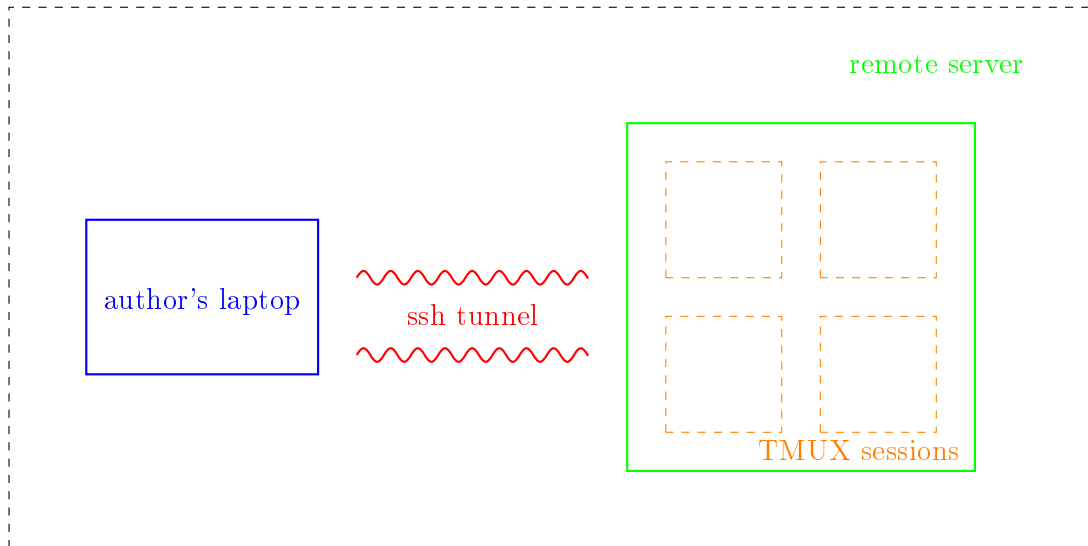 remote server
author's laptop
ssh tunnel
TMUX sessions